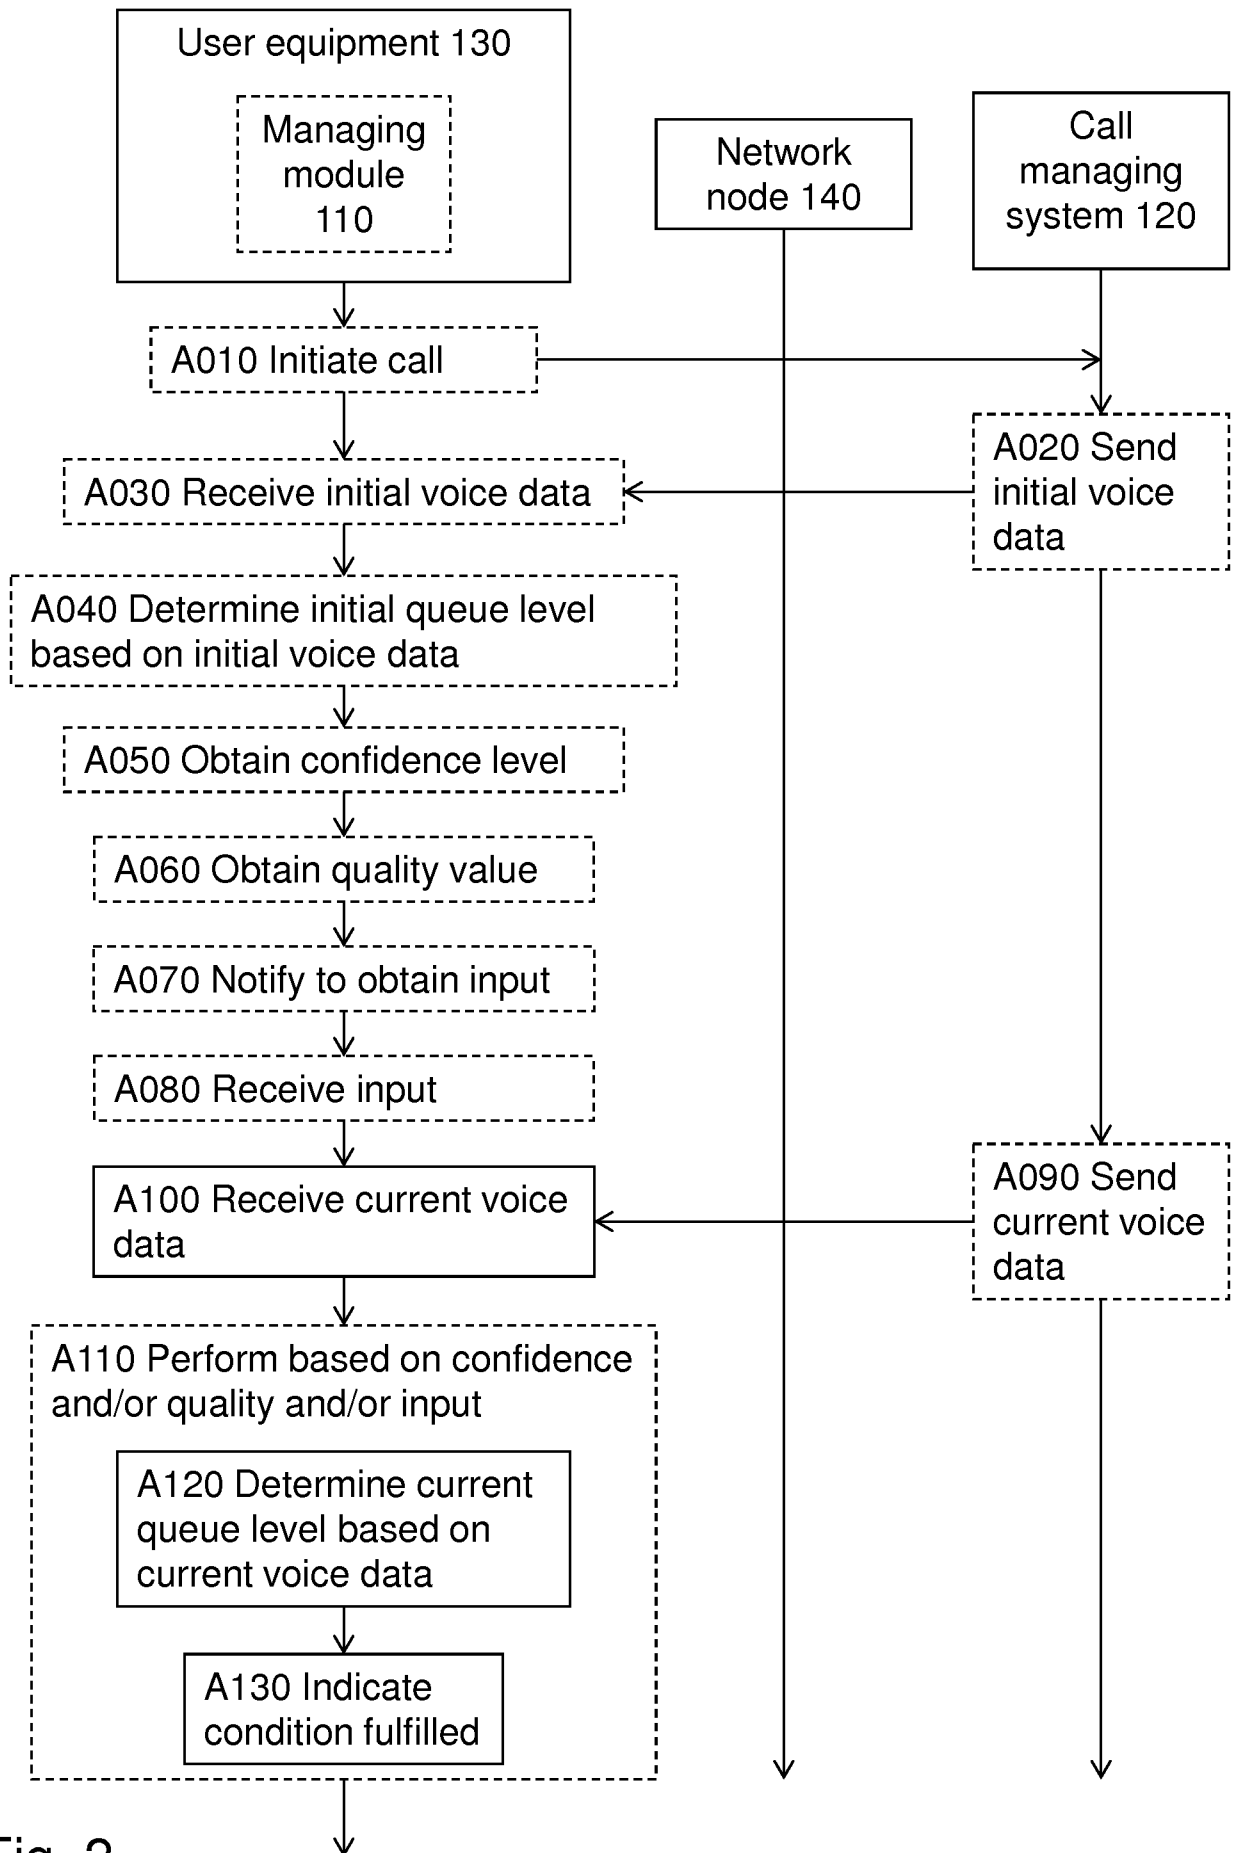 User equipment 130
Managing
module
110
Network
node 140
Call
managing
system 120
A010 Initiate call
A020 Send
initial voice
data
A030 Receive initial voice data
A040 Determine initial queue level
based on initial voice data
A050 Obtain confidence level
A060 Obtain quality value
A070 Notify to obtain input
A080 Receive input
A090 Send
current voice
data
A100 Receive current voice
data
A110 Perform based on confidence
and/or quality and/or input
A120 Determine current
queue level based on
current voice data
A130 Indicate
condition fulfilled